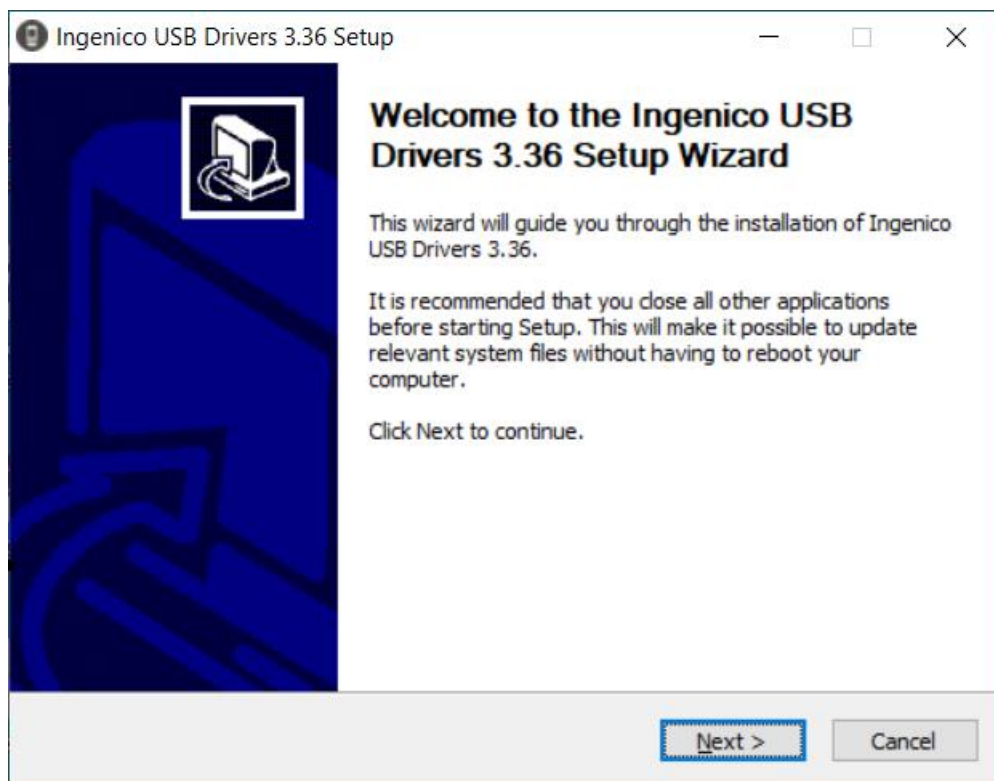 Ingenico USB Drivers 3.36 Setup
Welcome to the Ingenico USB
Drivers 3.36 Setup Wizard
This wizard will guide you through the installation of Ingenico
USB Drivers 3.36.
It is recommended that you close all other applications
before starting Setup. This will make it possible to update
relevant system files without having to reboot your
computer.
Click Next to continue.
Next >
Cancel